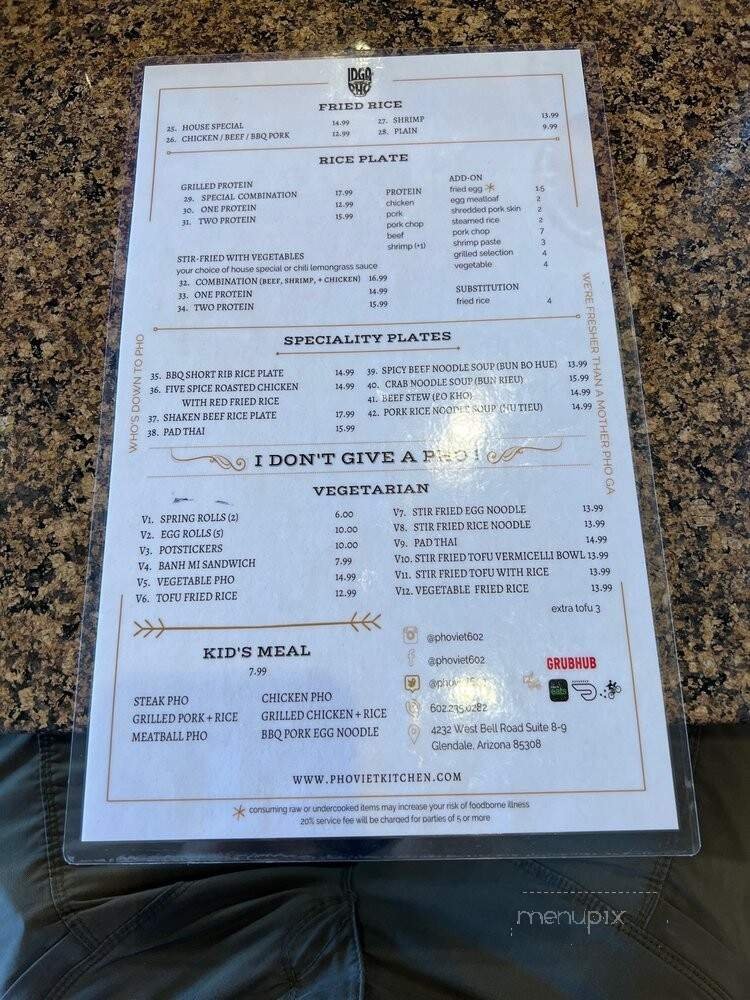 IDGA
PHO
FRIED RICE
25. HOUSE SPECIAL 14.99
26. CHICKEN / BEEF / BBQ PORK 12.99
27. SHRIMP 13.99
28. PLAIN 9.99
RICE PLATE
GRILLED PROTEIN
29. SPECIAL COMBINATION 17.99
30. ONE PROTEIN 12.99
31. TWO PROTEIN 15.99
PROTEIN
chicken
pork
pork chop
beef
shrimp (+1)
ADD-ON
fried egg * 1.5
egg meatloaf 2
shredded pork skin 2
steamed rice 2
pork chop 7
shrimp paste 3
grilled selection 4
vegetable 4
STIR-FRIED WITH VEGETABLES
your choice of house special or chili lemongrass sauce
32. COMBINATION (BEEF, SHRIMP, + CHICKEN) 16.99
33. ONE PROTEIN 14.99
34. TWO PROTEIN 15.99
SUBSTITUTION
fried rice 4
WHO'S DOWN TO PHO
WE'RE FRESHER THAN A MOTHER PHO GA
SPECIALITY PLATES
35. BBQ SHORT RIB RICE PLATE 14.99
36. FIVE SPICE ROASTED CHICKEN 14.99
WITH RED FRIED RICE
37. SHAKEN BEEF RICE PLATE 17.99
38. PAD THAI 15.99
39. SPICY BEEF NOODLE SOUP (BUN BO HUE) 13.99
40. CRAB NOODLE SOUP (BUN RIEU) 15.99
41. BEEF STEW (BO KHO) 14.99
42. PORK RICE NOODLE SOUP (HU TIEU) 14.99
I DON'T GIVE A PHO !
VEGETARIAN
V1. SPRING ROLLS (2) 6.00
V2. EGG ROLLS (5) 10.00
V3. POTSTICKERS 10.00
V4. BANH MI SANDWICH 7.99
V5. VEGETABLE PHO 14.99
V6. TOFU FRIED RICE 12.99
V7. STIR FRIED EGG NOODLE 13.99
V8. STIR FRIED RICE NOODLE 13.99
V9. PAD THAI 14.99
V10. STIR FRIED TOFU VERMICELLI BOWL 13.99
V11. STIR FRIED TOFU WITH RICE 13.99
V12. VEGETABLE FRIED RICE 13.99
extra tofu 3
KID'S MEAL
7.99
STEAK PHO
GRILLED PORK + RICE
MEATBALL PHO
CHICKEN PHO
GRILLED CHICKEN + RICE
BBQ PORK EGG NOODLE
@phoviet602
@phoviet602
602.235.0282
4232 West Bell Road Suite 8-9
Glendale, Arizona 85308
GRUBHUB
eats
WWW.PHOVIETKITCHEN.COM
* consuming raw or undercooked items may increase your risk of foodborne illness
20% service fee will be charged for parties of 5 or more
menupix